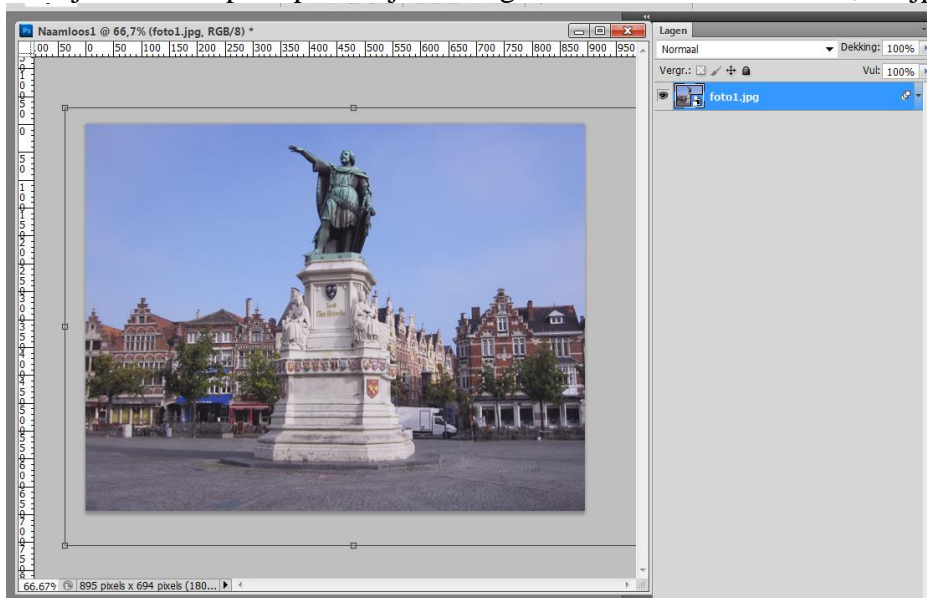 Naamloos1 @ 66,7% (foto1.jpg, RGB/8) *
Lagen
Normaal
Dekking: 100%
Vergr.:
Vul: 100%
foto1.jpg
00 50 0 50 100 150 200 250 300 350 400 450 500 550 600 650 700 750 800 850 900 950
66.67%
895 pixels x 694 pixels (180...